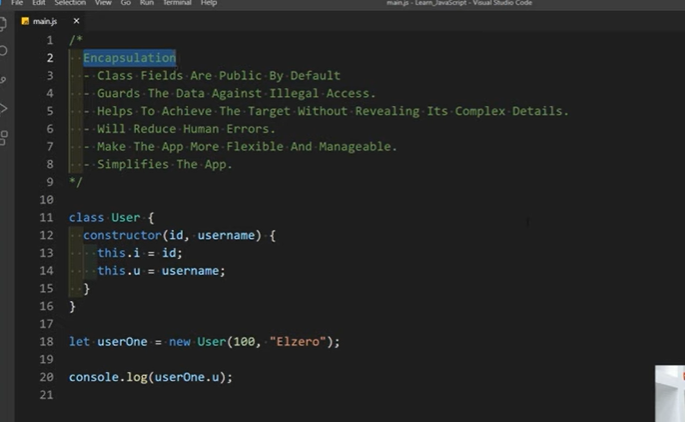 File Edit Selection View Go Run Terminal Help
main.js - Learn_JavaScript - Visual Studio Code
main.js
1 /*
2 Encapsulation
3 - Class Fields Are Public By Default
4 - Guards The Data Against Illegal Access.
5 - Helps To Achieve The Target Without Revealing Its Complex Details.
6 - Will Reduce Human Errors.
7 - Make The App More Flexible And Manageable.
8 - Simplifies The App.
9 */
10
11 class User {
12 constructor(id, username) {
13 this.i = id;
14 this.u = username;
15 }
16 }
17
18 let userOne = new User(100, "Elzero");
19
20 console.log(userOne.u);
21